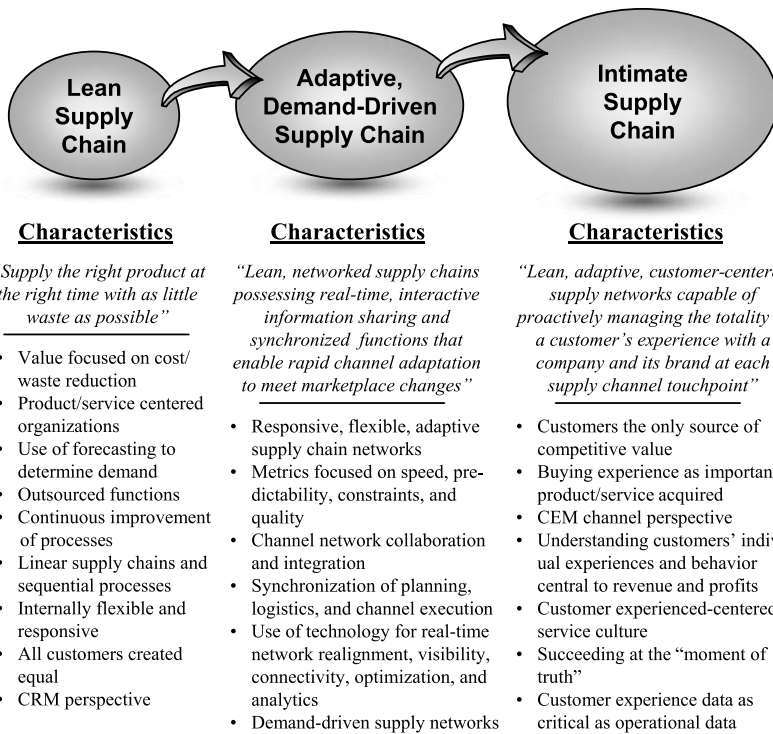 Lean
Supply
Chain
Adaptive,
Demand-Driven
Supply Chain
Intimate
Supply
Chain
Characteristics
"Supply the right product at
the right time with as little
waste as possible"
• Value focused on cost/
waste reduction
• Product/service centered
organizations
• Use of forecasting to
determine demand
• Outsourced functions
• Continuous improvement
of processes
• Linear supply chains and
sequential processes
• Internally flexible and
responsive
• All customers created
equal
• CRM perspective
Characteristics
"Lean, networked supply chains
possessing real-time, interactive
information sharing and
synchronized functions that
enable rapid channel adaptation
to meet marketplace changes"
• Responsive, flexible, adaptive
supply chain networks
• Metrics focused on speed, pre-
dictability, constraints, and
quality
• Channel network collaboration
and integration
• Synchronization of planning,
logistics, and channel execution
• Use of technology for real-time
network realignment, visibility,
connectivity, optimization, and
analytics
• Demand-driven supply networks
Characteristics
"Lean, adaptive, customer-centere
supply networks capable of
proactively managing the totality
a customer's experience with a
company and its brand at each
supply channel touchpoint"
• Customers the only source of
competitive value
• Buying experience as importan
product/service acquired
• CEM channel perspective
• Understanding customers' indiv
ual experiences and behavior
central to revenue and profits
• Customer experienced-centered
service culture
• Succeeding at the "moment of
truth"
• Customer experience data as
critical as operational data